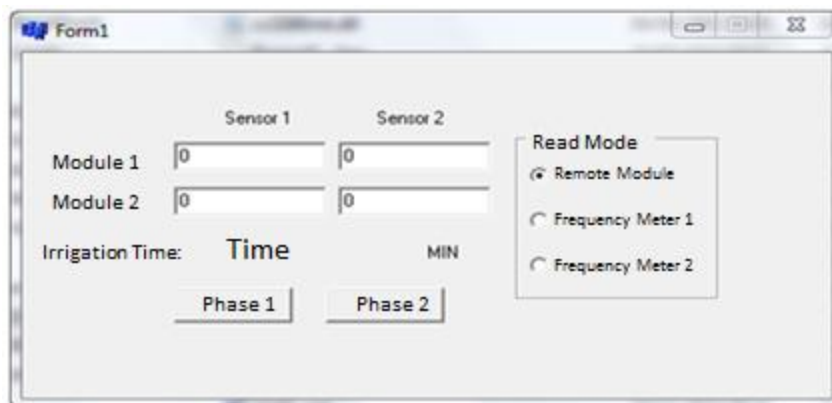 Form1
Sensor 1 Sensor 2
Module 1 0 0
Module 2 0 0
Irrigation Time: Time MIN
Phase 1 Phase 2
Read Mode
Remote Module
Frequency Meter 1
Frequency Meter 2